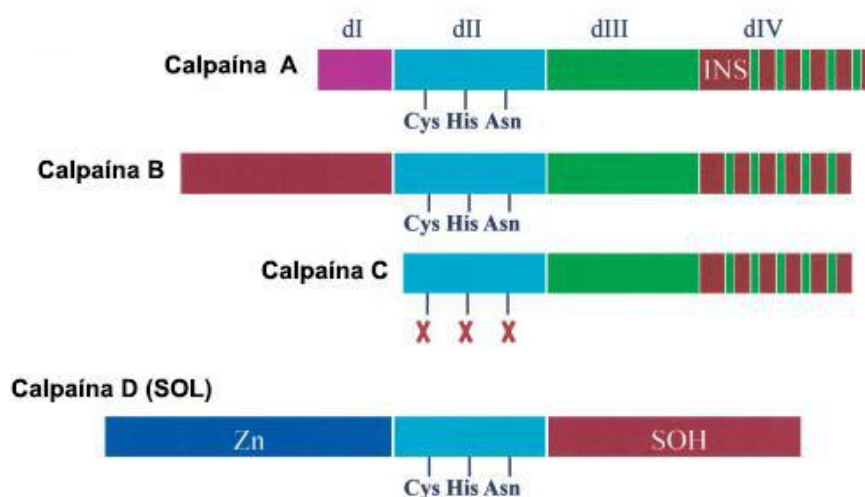 dI dII dIII dIV
Calpaína A
INS
Cys His Asn
Calpaína B
Cys His Asn
Calpaína C
X X X
Calpaína D (SOL)
Zn SOH
Cys His Asn